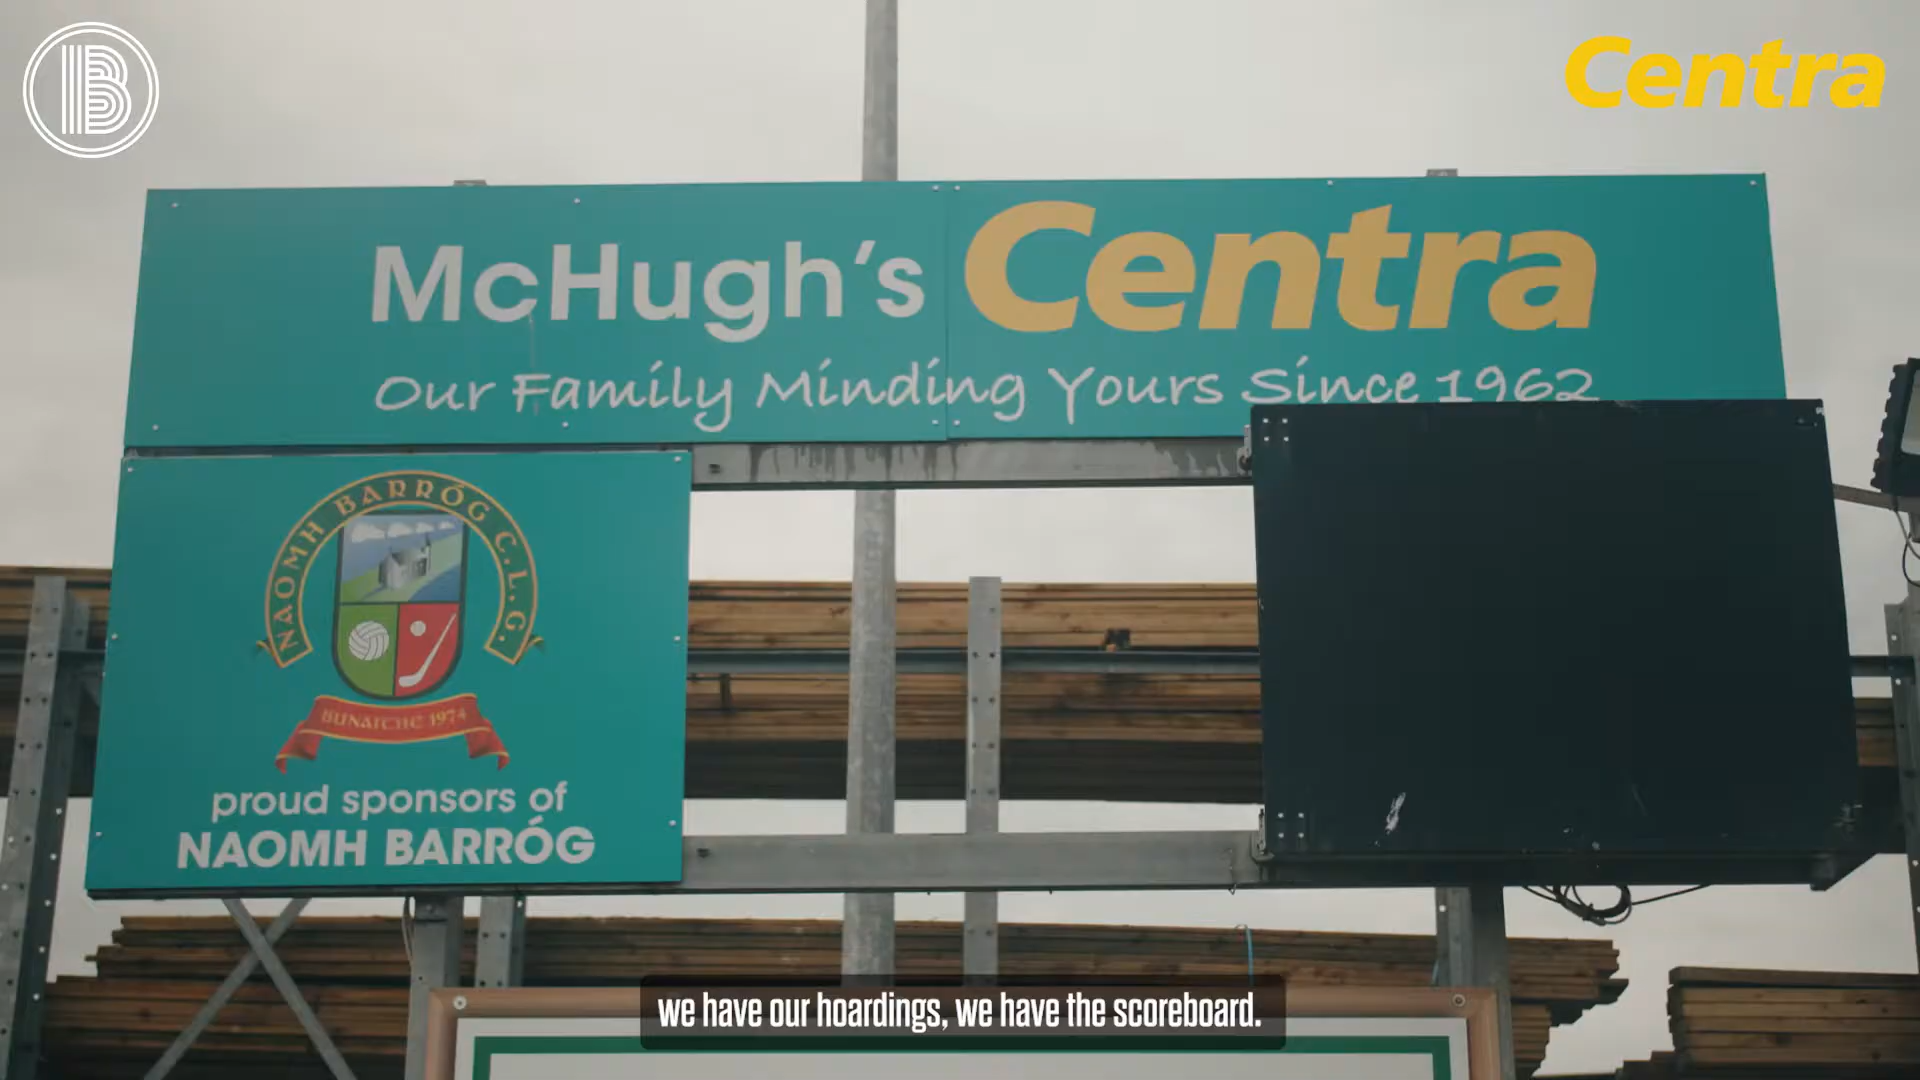 B
Centra
McHugh's Centra
Our Family Minding Yours Since 1962
NAOMH BARRÓG C.L.G.
BUNAITHE 1974
proud sponsors of
NAOMH BARRÓG
we have our hoardings, we have the scoreboard.